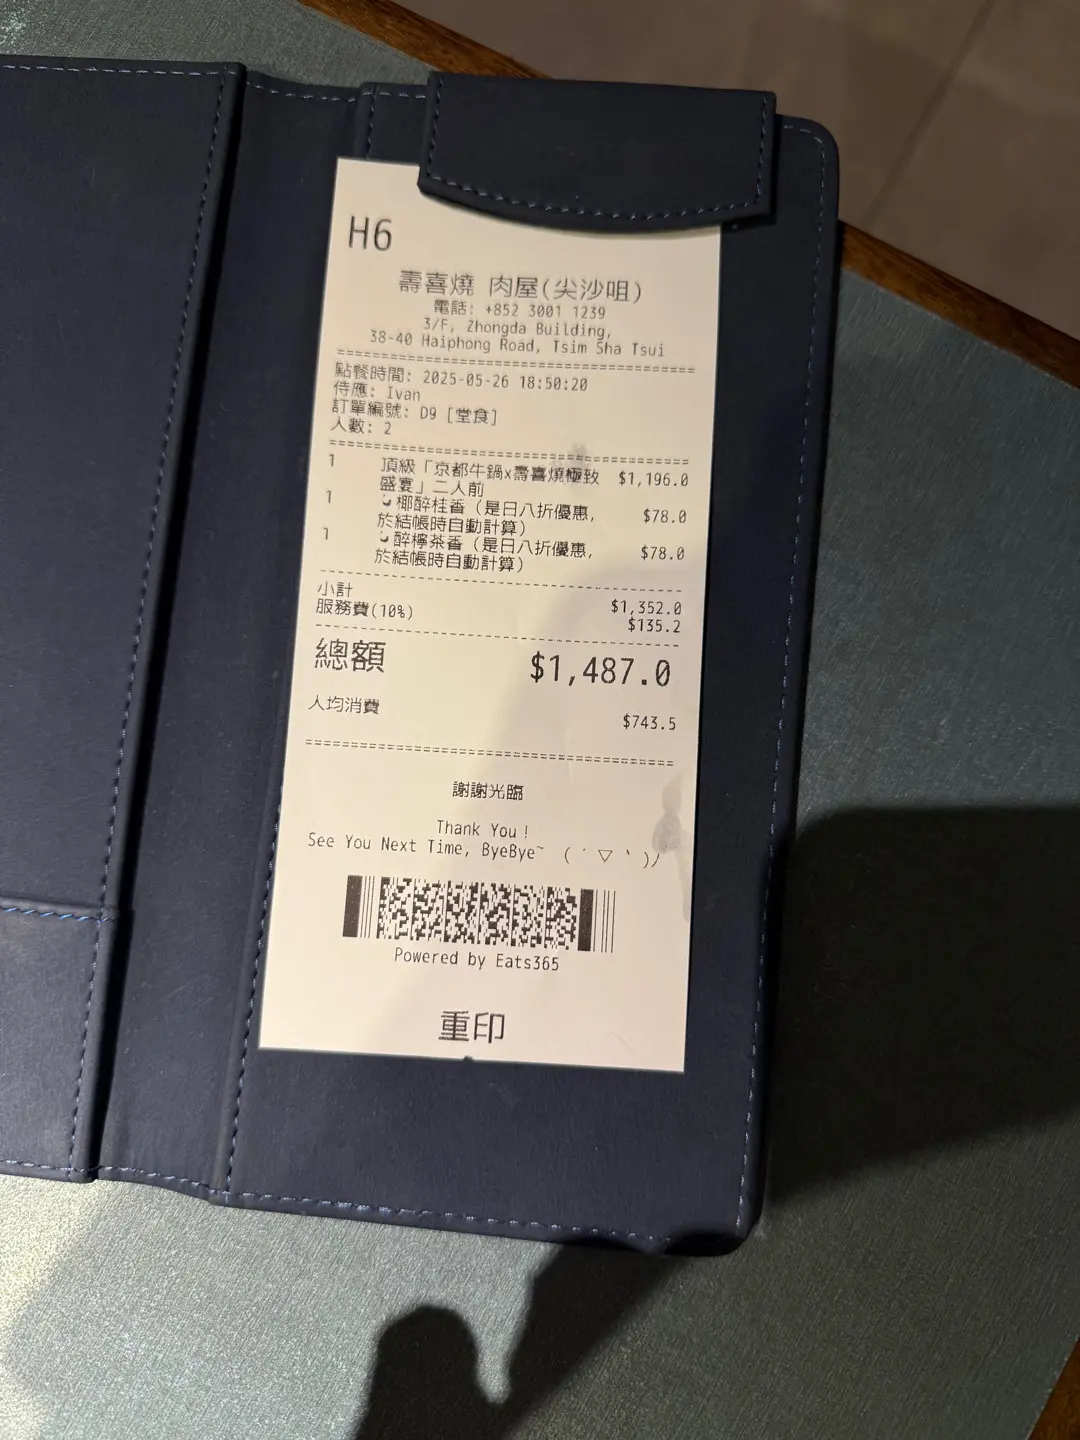 H6
壽喜燒 肉屋(尖沙咀)
電話: +852 3001 1239
3/F, Zhongda Building,
38-40 Haiphong Road, Tsim Sha Tsui
點餐時間: 2025-05-26 18:50:20
侍應: Ivan
訂單編號: D9 [堂食]
人數: 2
1 頂級「京都牛鍋x壽喜燒極致 $1,196.0
盛宴」二人前
1 椰醉桂香 (是日八折優惠, $78.0
於結帳時自動計算)
1 醉檸茶香 (是日八折優惠, $78.0
於結帳時自動計算)
小計 $1,352.0
服務費(10%) $135.2
總額 $1,487.0
人均消費 $743.5
謝謝光臨
Thank You !
See You Next Time, ByeBye~ ( ´ ▽ ` )/
Powered by Eats365
重印